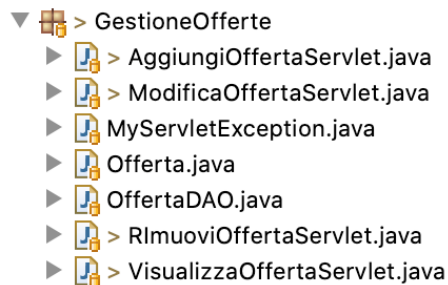 > GestioneOfferte
> AggiungiOffertaServlet.java
> ModificaOffertaServlet.java
MyServletException.java
Offerta.java
OffertaDAO.java
> RImuoviOffertaServlet.java
> VisualizzaOffertaServlet.java